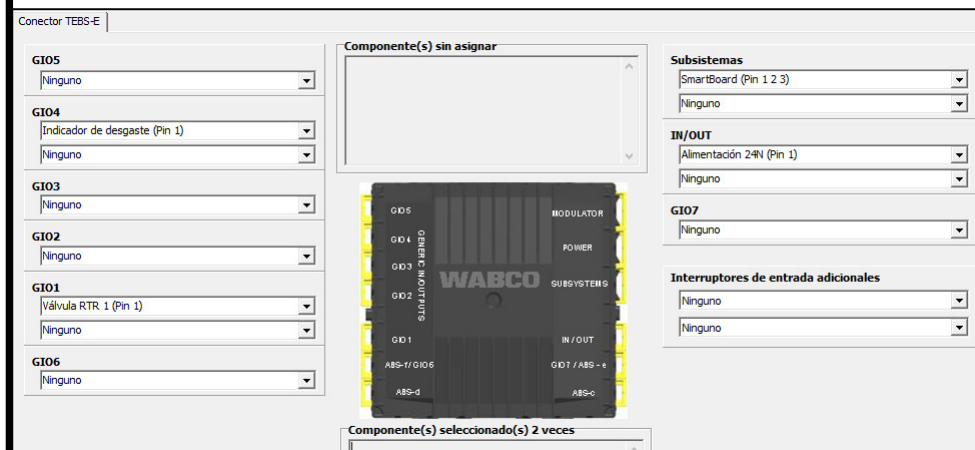 Conector TEBS-E
GIO5
Ninguno
GIO4
Indicador de desgaste (Pin 1)
Ninguno
GIO3
Ninguno
GIO2
Ninguno
GIO1
Válvula RTR 1 (Pin 1)
Ninguno
GIO6
Ninguno
Componente(s) sin asignar
GIO5
GIO4
GIO3
GIO2
GENERIC IN/OUTPUTS
GIO1
ABS-f/GIO6
ABS-d
WABCO
MODULATOR
POWER
SUBSYSTEMS
IN/OUT
GIO7/ABS-e
ABS-c
Componente(s) seleccionado(s) 2 veces
Subsistemas
SmartBoard (Pin 1 2 3)
Ninguno
IN/OUT
Alimentación 24N (Pin 1)
Ninguno
GIO7
Ninguno
Interruptores de entrada adicionales
Ninguno
Ninguno